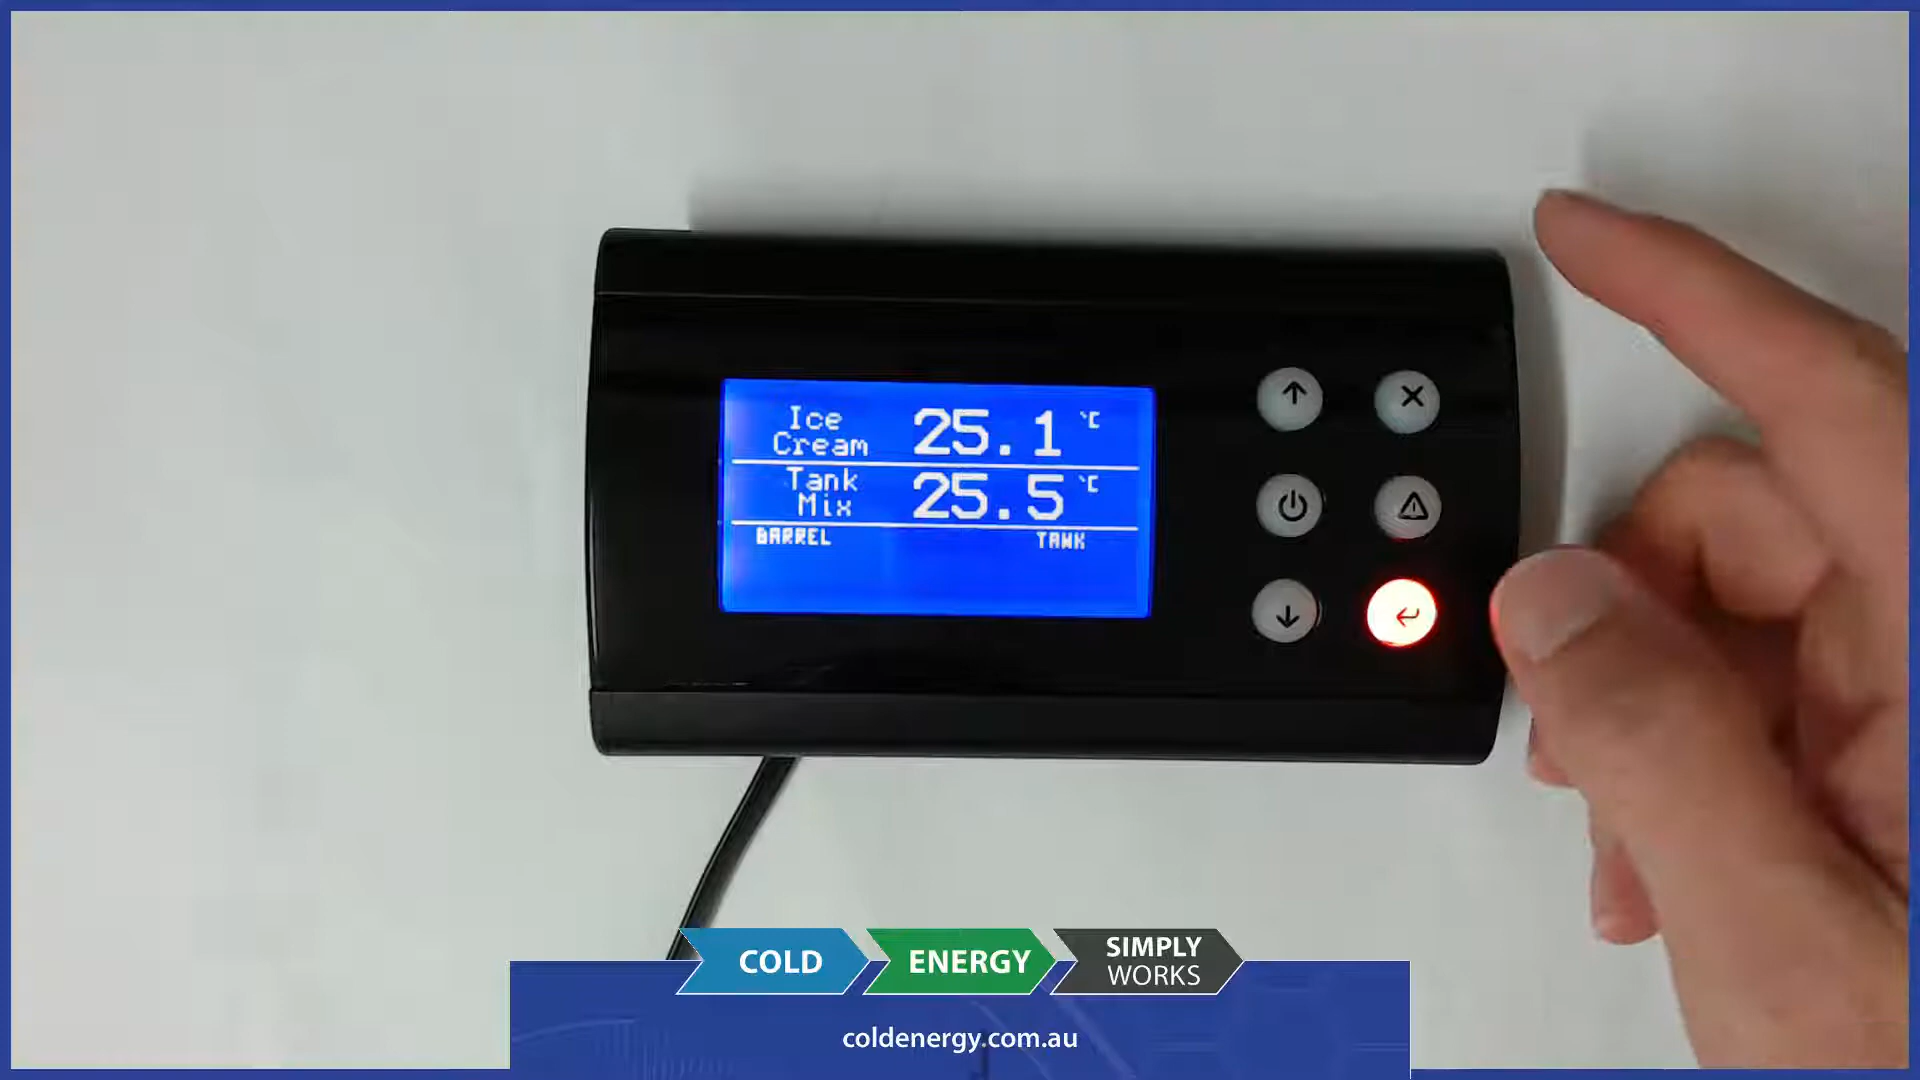 Ice
Cream 25.1 °C
Tank
Mix 25.5 °C
BARREL TANK
COLD ENERGY SIMPLY
WORKS
coldenergy.com.au